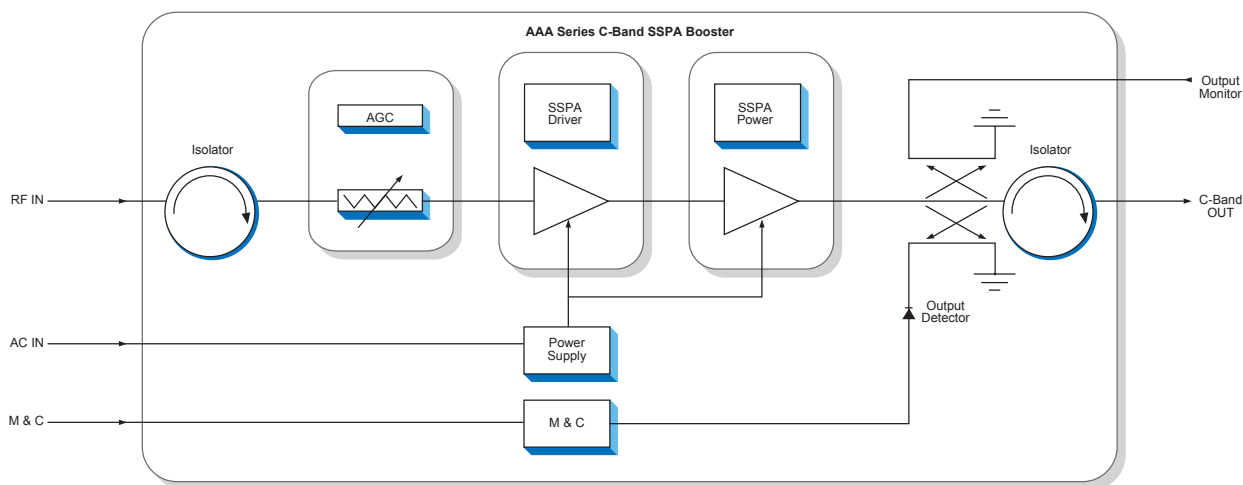 AAA Series C-Band SSPA Booster
Output
Monitor
SSPA
Driver
SSPA
Power
AGC
Isolator
Isolator
RF IN
C-Band
OUT
Output
Detector
AC IN
Power
Supply
M & C
M & C